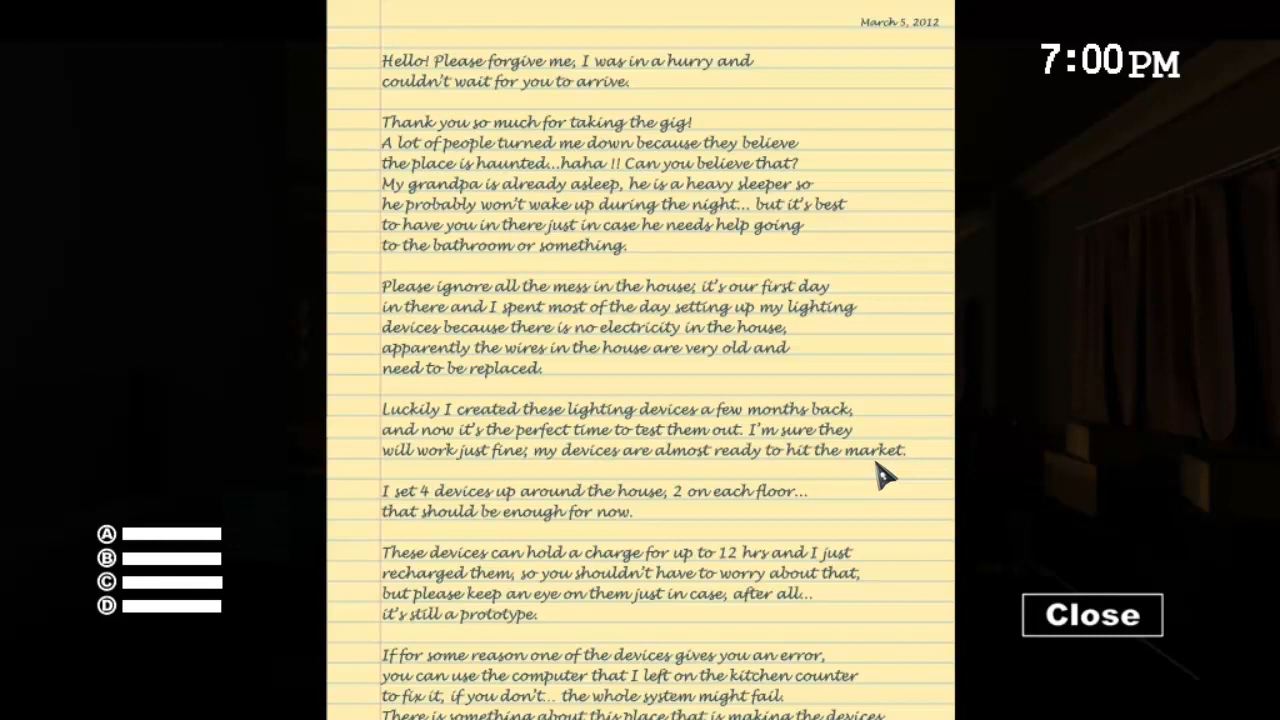 March 5, 2012
7:00 PM
Hello! Please forgive me, I was in a hurry and
couldn't wait for you to arrive.
Thank you so much for taking the gig!
A lot of people turned me down because they believe
the place is haunted...haha !! Can you believe that?
My grandpa is already asleep, he is a heavy sleeper so
he probably won't wake up during the night... but it's best
to have you in there just in case he needs help going
to the bathroom or something.
Please ignore all the mess in the house; it's our first day
in there and I spent most of the day setting up my lighting
devices because there is no electricity in the house,
apparently the wires in the house are very old and
need to be replaced.
Luckily I created these lighting devices a few months back,
and now it's the perfect time to test them out. I'm sure they
will work just fine; my devices are almost ready to hit the market.
I set 4 devices up around the house, 2 on each floor...
that should be enough for now.
These devices can hold a charge for up to 12 hrs and I just
recharged them, so you shouldn't have to worry about that,
but please keep an eye on them just in case, after all...
it's still a prototype.
If for some reason one of the devices gives you an error,
you can use the computer that I left on the kitchen counter
to fix it, if you don't... the whole system might fail.
There is something about this place that is making the devices
A
B
C
D
Close